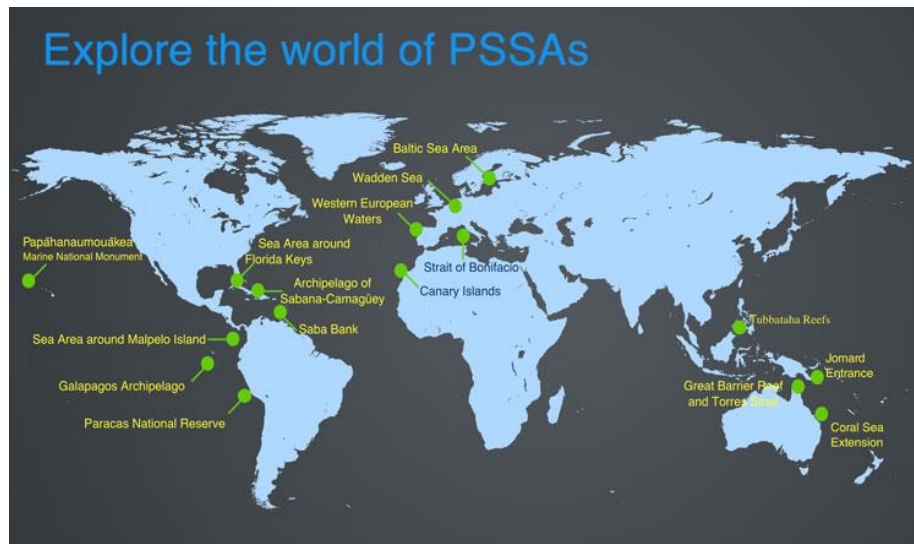 Explore the world of PSSAs
Baltic Sea Area
Wadden Sea
Western European
Waters
Papāhanaumouākea
Marine National Monument
Sea Area around
Florida Keys
Strait of Bonifacio
Archipelago of
Sabana-Camagüey
Canary Islands
Saba Bank
Tubbataha Reefs
Sea Area around Malpelo Island
Jomard
Entrance
Galapagos Archipelago
Great Barrier Reef
and Torres Strait
Paracas National Reserve
Coral Sea
Extension